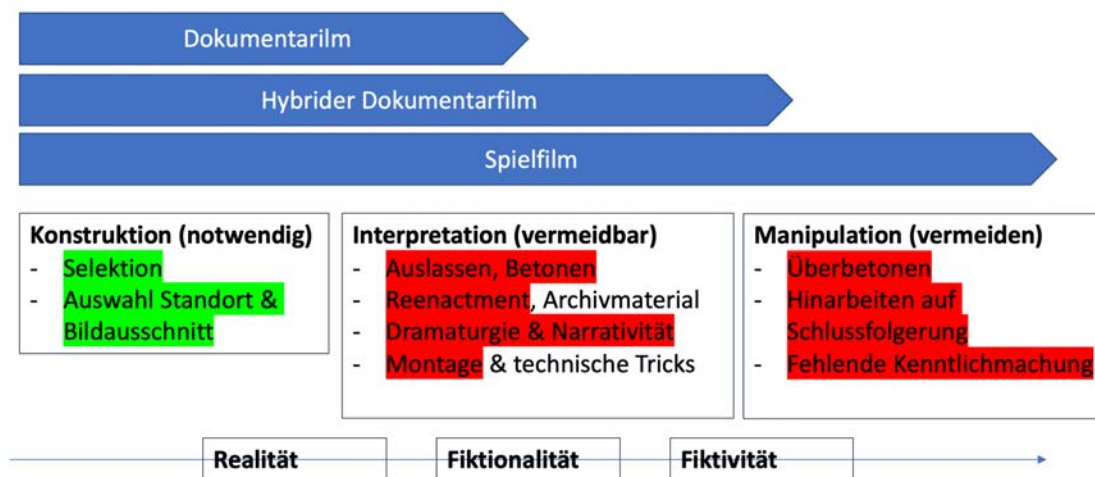 Dokumentarilm
Hybrider Dokumentarfilm
Spielfilm
Konstruktion (notwendig)
- Selektion
- Auswahl Standort &
Bildausschnitt
Interpretation (vermeidbar)
- Auslassen, Betonen
- Reenactment, Archivmaterial
- Dramaturgie & Narrativität
- Montage & technische Tricks
Manipulation (vermeiden)
- Überbetonen
- Hinarbeiten auf
Schlussfolgerung
- Fehlende Kenntlichmachung
Realität
Fiktionalität
Fiktivität